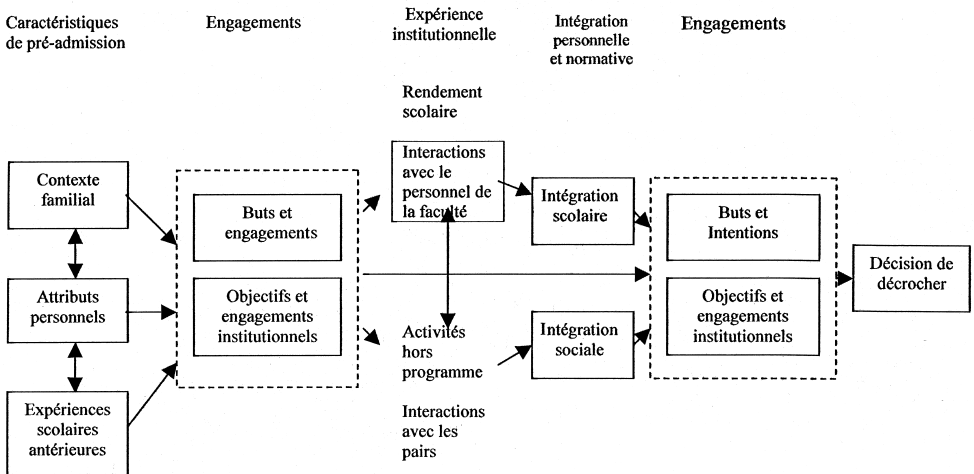 Caractéristiques
de pré-admission
Engagements
Expérience
institutionnelle
Intégration
personnelle
et normative
Engagements
Rendement
scolaire
Contexte
familial
Attributs
personnels
Expériences
scolaires
antérieures
Buts et
engagements
Objectifs et
engagements
institutionnels
Interactions
avec le
personnel de
la faculté
Activités
hors
programme
Interactions
avec les
pairs
Intégration
scolaire
Intégration
sociale
Buts et
Intentions
Objectifs et
engagements
institutionnels
Décision de
décrocher